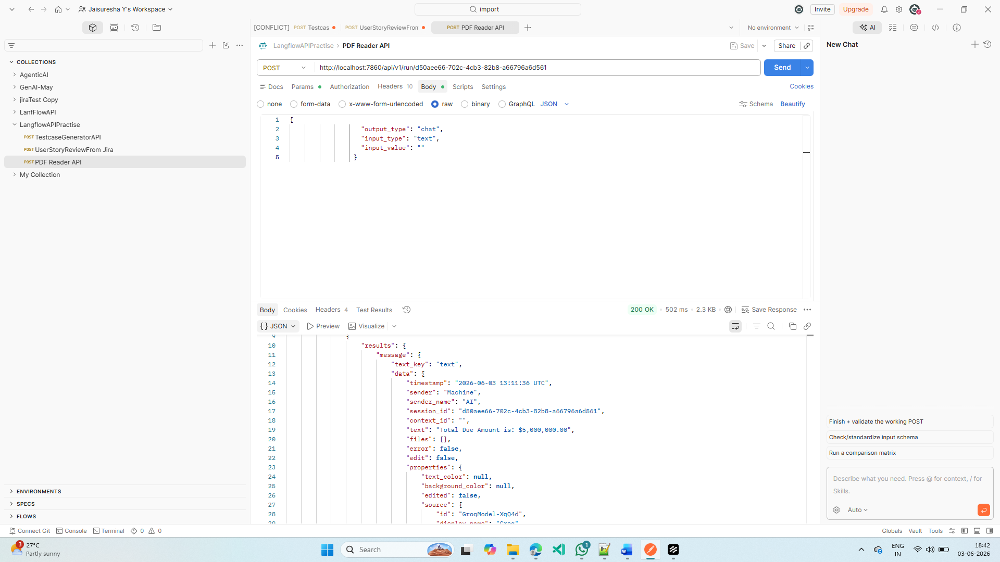 Jaisuresha Y's Workspace
import
Invite
Upgrade
[CONFLICT] POST Testcas
POST UserStoryReviewFrom
POST PDF Reader API
No environment
AI
LangflowAPIPractise > PDF Reader API
Save
Share
New Chat
COLLECTIONS
AgenticAI
GenAI-May
jiraTest Copy
LanfFlowAPI
LangflowAPIPractise
POST TestcaseGeneratorAPI
POST UserStoryReviewFrom Jira
POST PDF Reader API
My Collection
ENVIRONMENTS
SPECS
FLOWS
POST
http://localhost:7860/api/v1/run/d50aee66-702c-4cb3-82b8-a66796a6d561
Send
Docs Params Authorization Headers 10 Body Scripts Settings
Cookies
none form-data x-www-form-urlencoded raw binary GraphQL JSON
Schema Beautify
1 {
2 "output_type": "chat",
3 "input_type": "text",
4 "input_value": ""
5 }
Body Cookies Headers 4 Test Results
200 OK • 502 ms • 2.3 KB
e.g. Save Response
{} JSON Preview Visualize
9 {
10 "results": {
11 "message": {
12 "text_key": "text",
13 "data": {
14 "timestamp": "2026-06-03 13:11:36 UTC",
15 "sender": "Machine",
16 "sender_name": "AI",
17 "session_id": "d50aee66-702c-4cb3-82b8-a66796a6d561",
18 "context_id": "",
19 "text": "Total Due Amount is: $5,000,000.00",
20 "files": [],
21 "error": false,
22 "edit": false,
23 "properties": {
24 "text_color": null,
25 "background_color": null,
26 "edited": false,
27 "source": {
28 "id": "GroqModel-XqQ4d",
29 "display_name": "Groq"
Finish + validate the working POST
Check/standardize input schema
Run a comparison matrix
Describe what you need. Press @ for context, / for
Skills.
Auto
Connect Git Console Terminal 0 0
Globals Vault Tools
3
27°C
Partly sunny
Search
1
ENG
IN
18:42
03-06-2026